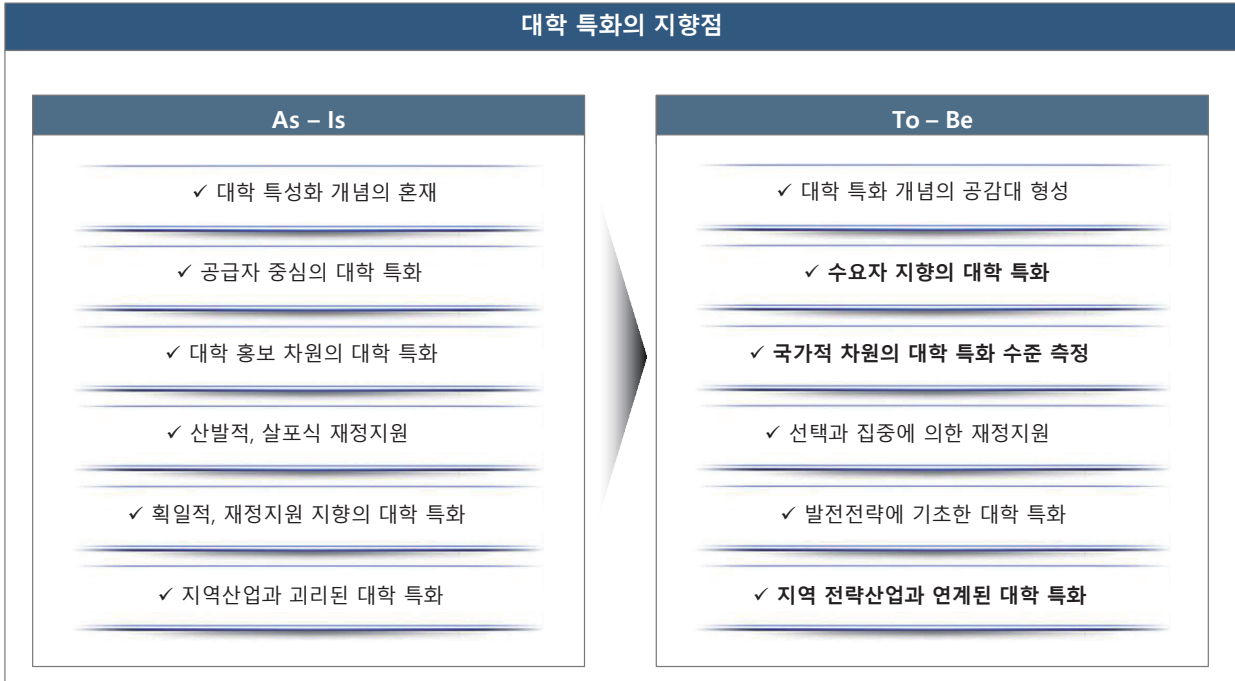 대학 특화의 지향점
As – Is
✓ 대학 특성화 개념의 혼재
✓ 공급자 중심의 대학 특화
✓ 대학 홍보 차원의 대학 특화
✓ 산발적, 살포식 재정지원
✓ 획일적, 재정지원 지향의 대학 특화
✓ 지역산업과 괴리된 대학 특화
To – Be
✓ 대학 특화 개념의 공감대 형성
✓ 수요자 지향의 대학 특화
✓ 국가적 차원의 대학 특화 수준 측정
✓ 선택과 집중에 의한 재정지원
✓ 발전전략에 기초한 대학 특화
✓ 지역 전략산업과 연계된 대학 특화